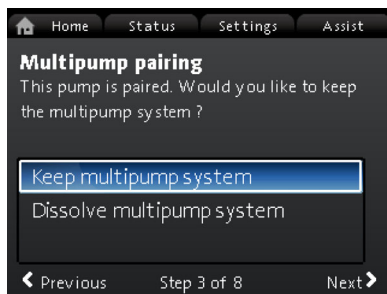 Home Status Settings Assist
Multipump pairing
This pump is paired. Would you like to keep
the multipump system ?
Keep multipump system
Dissolve multipump system
Previous Step 3 of 8 Next